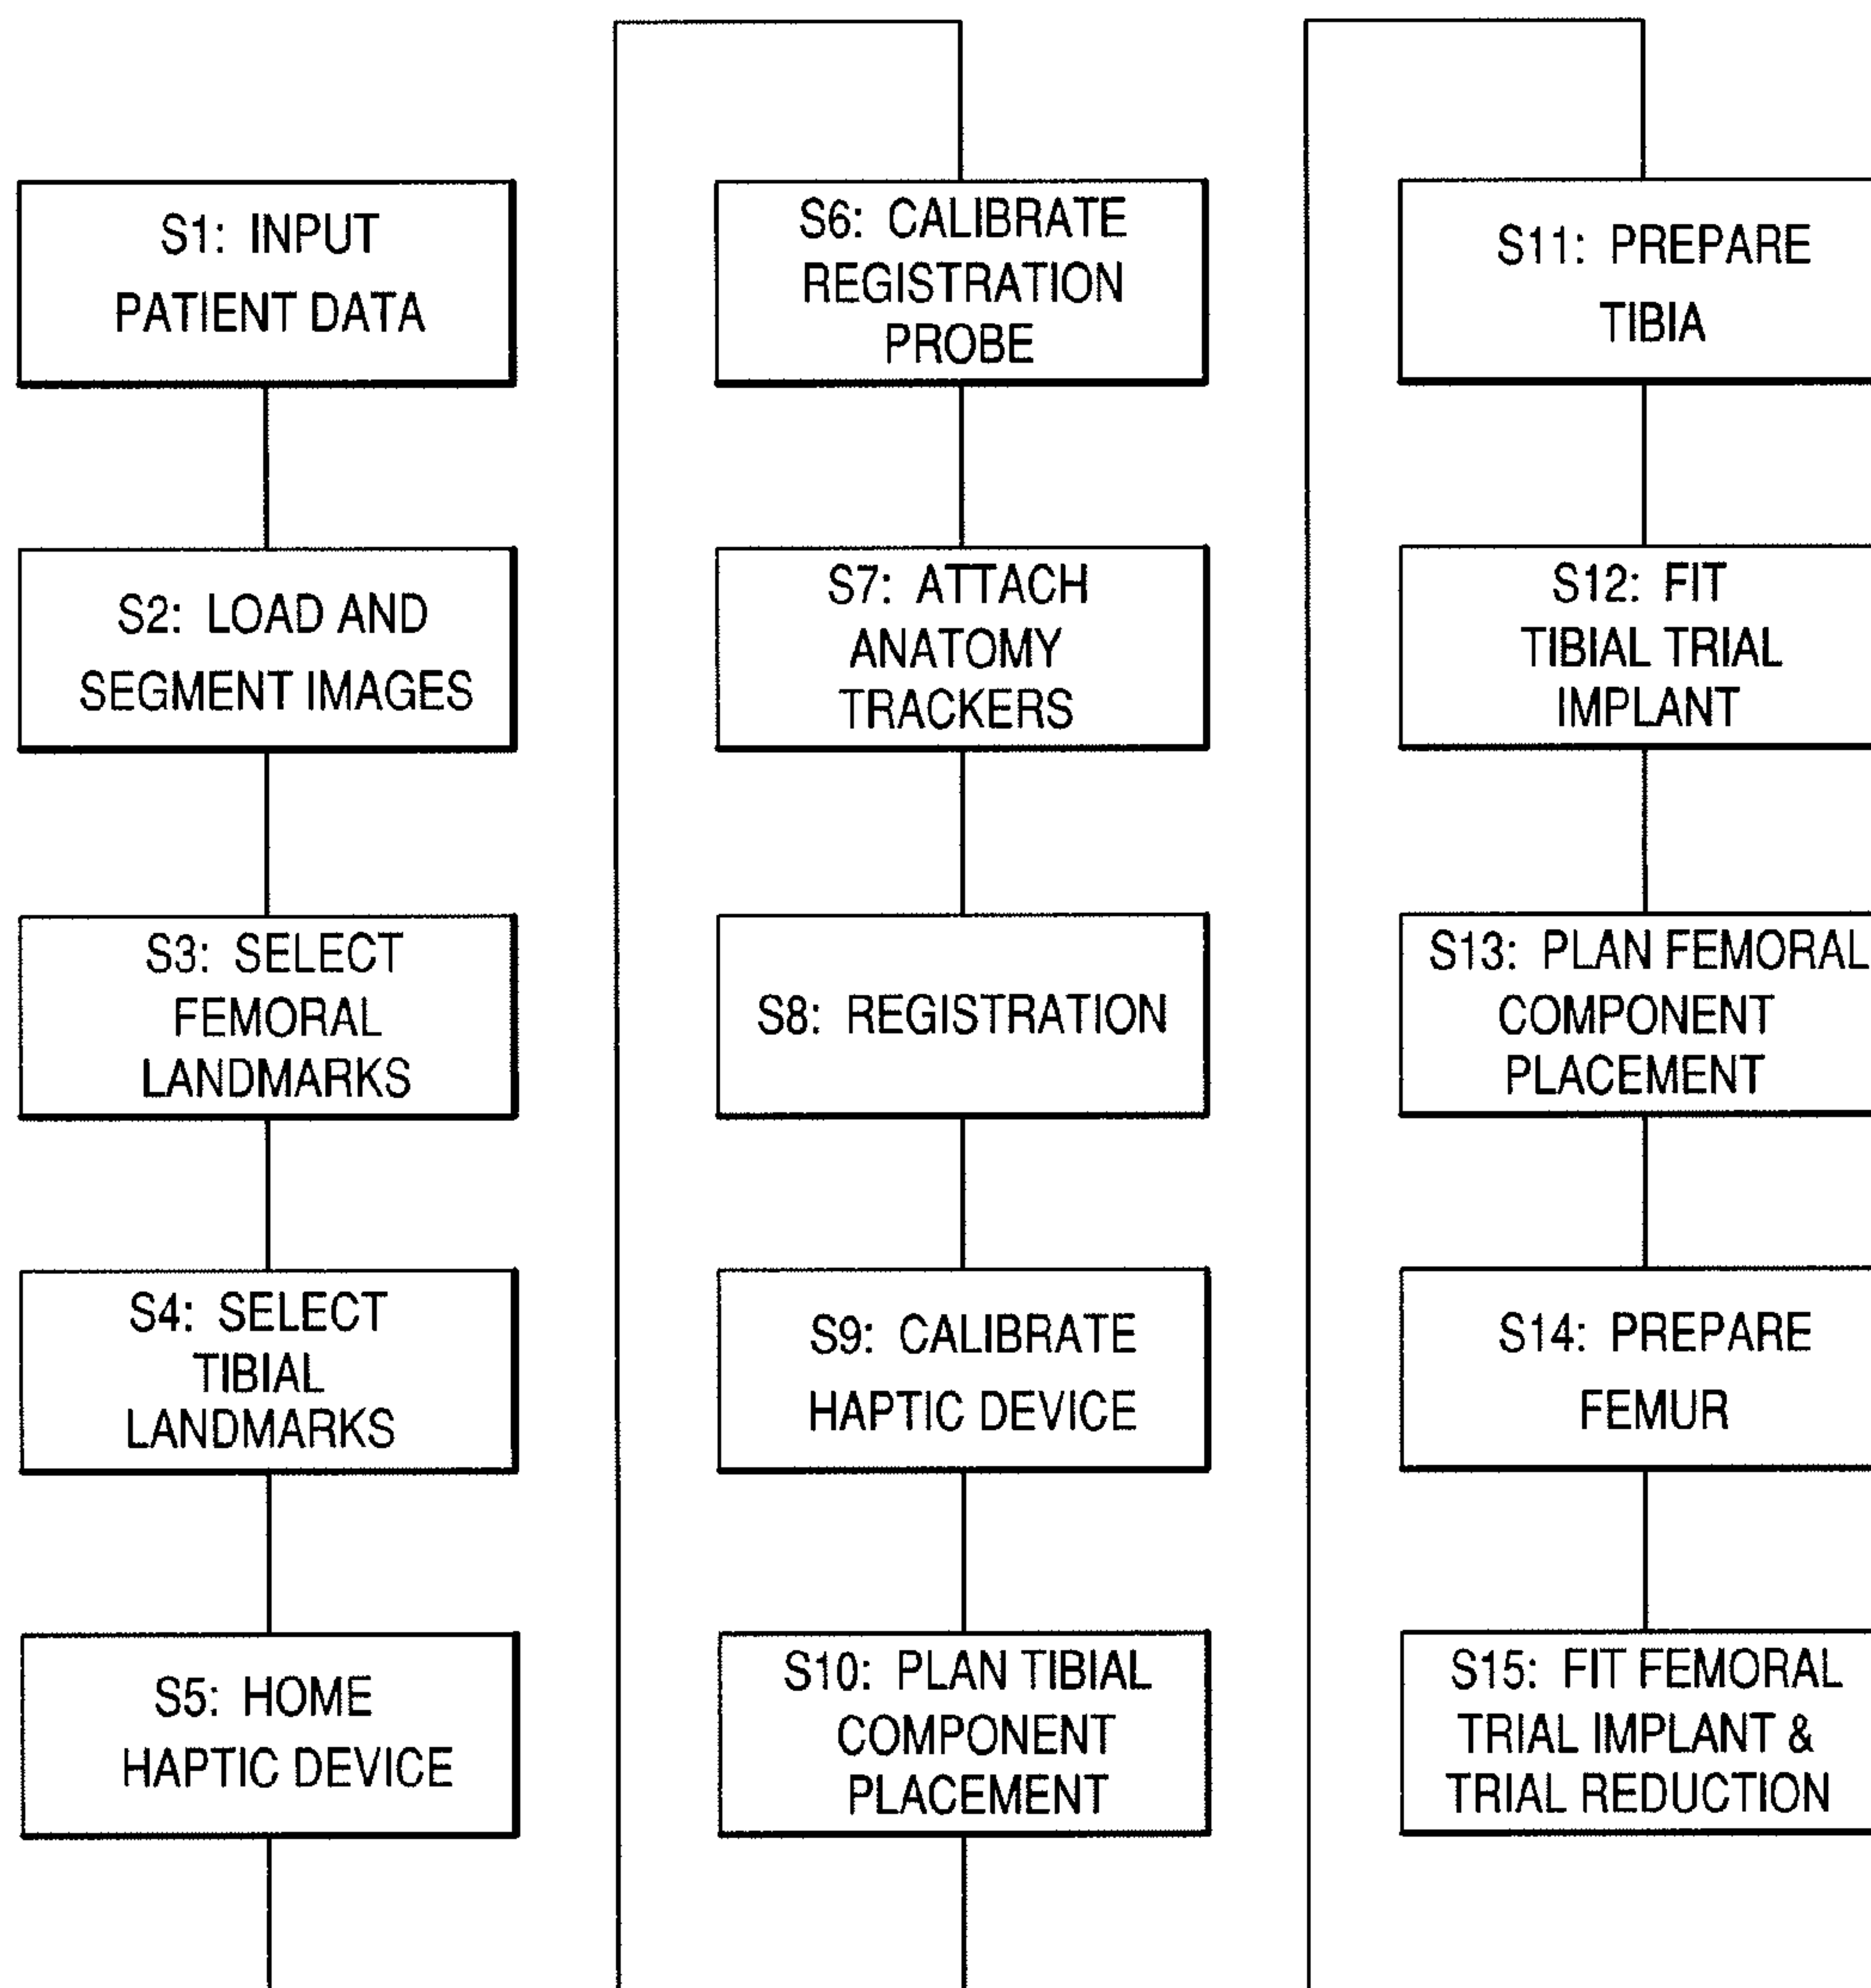 S1: INPUT
PATIENT DATA
S2: LOAD AND
SEGMENT IMAGES
S3: SELECT
FEMORAL
LANDMARKS
S4: SELECT
TIBIAL
LANDMARKS
S5: HOME
HAPTIC DEVICE
S6: CALIBRATE
REGISTRATION
PROBE
S7: ATTACH
ANATOMY
TRACKERS
S8: REGISTRATION
S9: CALIBRATE
HAPTIC DEVICE
S10: PLAN TIBIAL
COMPONENT
PLACEMENT
S11: PREPARE
TIBIA
S12: FIT
TIBIAL TRIAL
IMPLANT
S13: PLAN FEMORAL
COMPONENT
PLACEMENT
S14: PREPARE
FEMUR
S15: FIT FEMORAL
TRIAL IMPLANT &
TRIAL REDUCTION